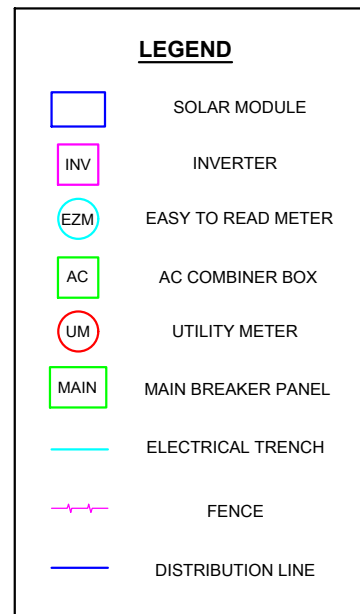 LEGEND
SOLAR MODULE
INV INVERTER
EZM EASY TO READ METER
AC AC COMBINER BOX
UM UTILITY METER
MAIN MAIN BREAKER PANEL
ELECTRICAL TRENCH
FENCE
DISTRIBUTION LINE